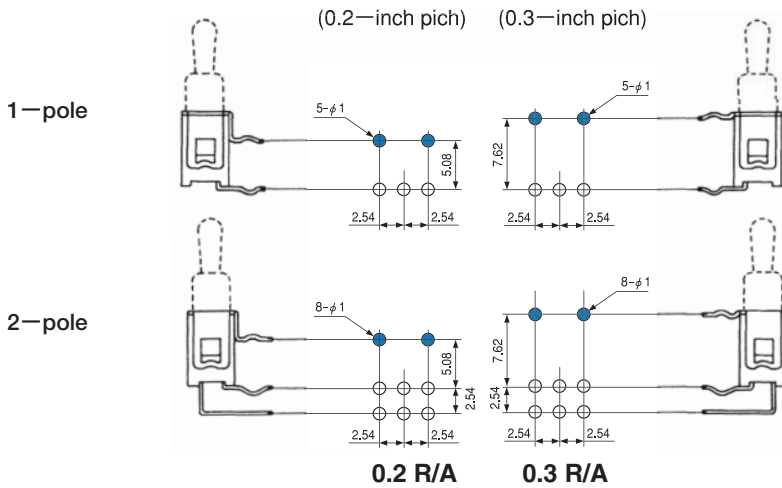 (0.2－inch pich) (0.3－inch pich)
1－pole
5-φ1
5.08
2.54 2.54
5-φ1
7.62
2.54 2.54
2－pole
8-φ1
5.08
2.54
2.54 2.54
8-φ1
7.62
2.54
2.54 2.54
0.2 R/A 0.3 R/A